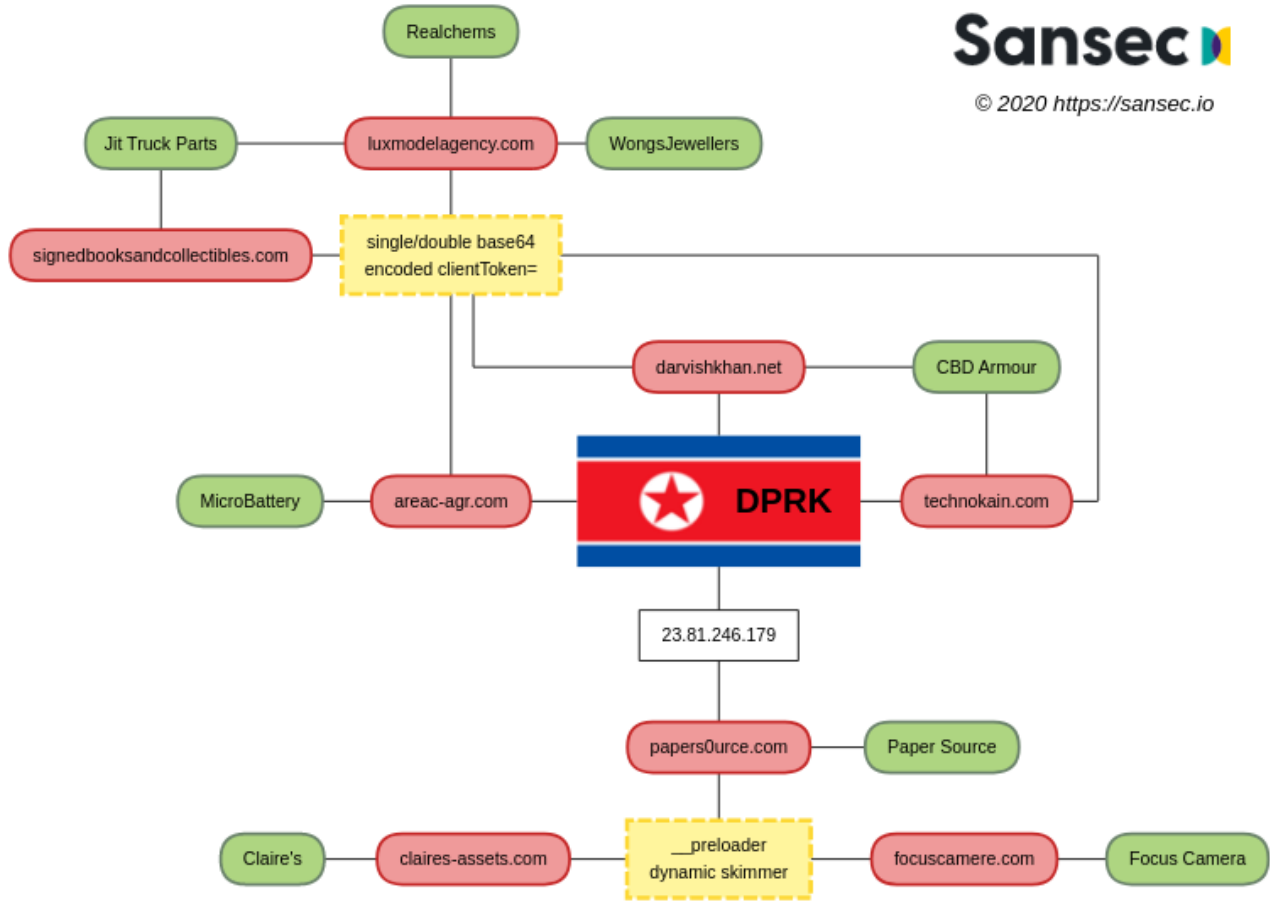 Realchems
Sansec
© 2020 https://sansec.io
Jit Truck Parts
luxmodelagency.com
WongsJewellers
signedbooksandcollectibles.com
single/double base64
encoded clientToken=
darvishkhan.net
CBD Armour
MicroBattery
areac-agr.com
DPRK
technokain.com
23.81.246.179
papers0urce.com
Paper Source
Claire's
claires-assets.com
__preloader
dynamic skimmer
focuscamere.com
Focus Camera